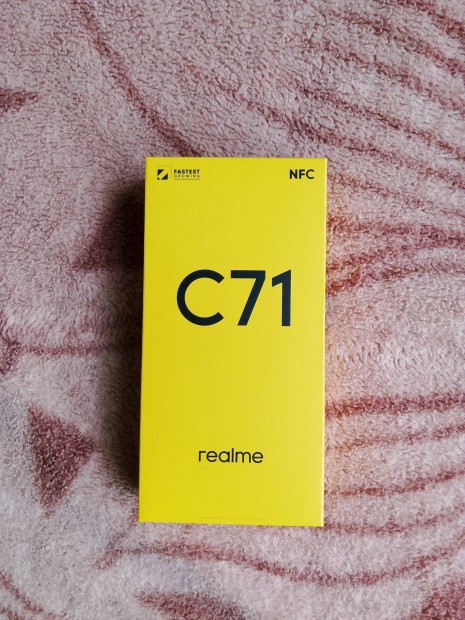 FASTEST
GROWING
NFC
C71
realme